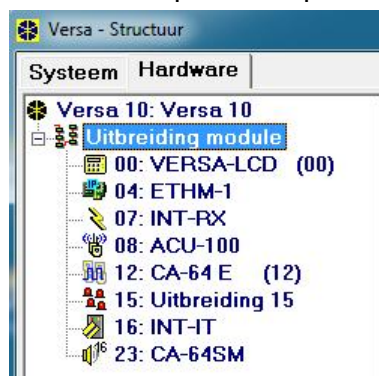 Versa - Structuur
Systeem Hardware
Versa 10: Versa 10
Uitbreiding module
00: VERSA-LCD (00)
04: ETHM-1
07: INT-RX
08: ACU-100
12: CA-64 E (12)
15: Uitbreiding 15
16: INT-IT
23: CA-64SM